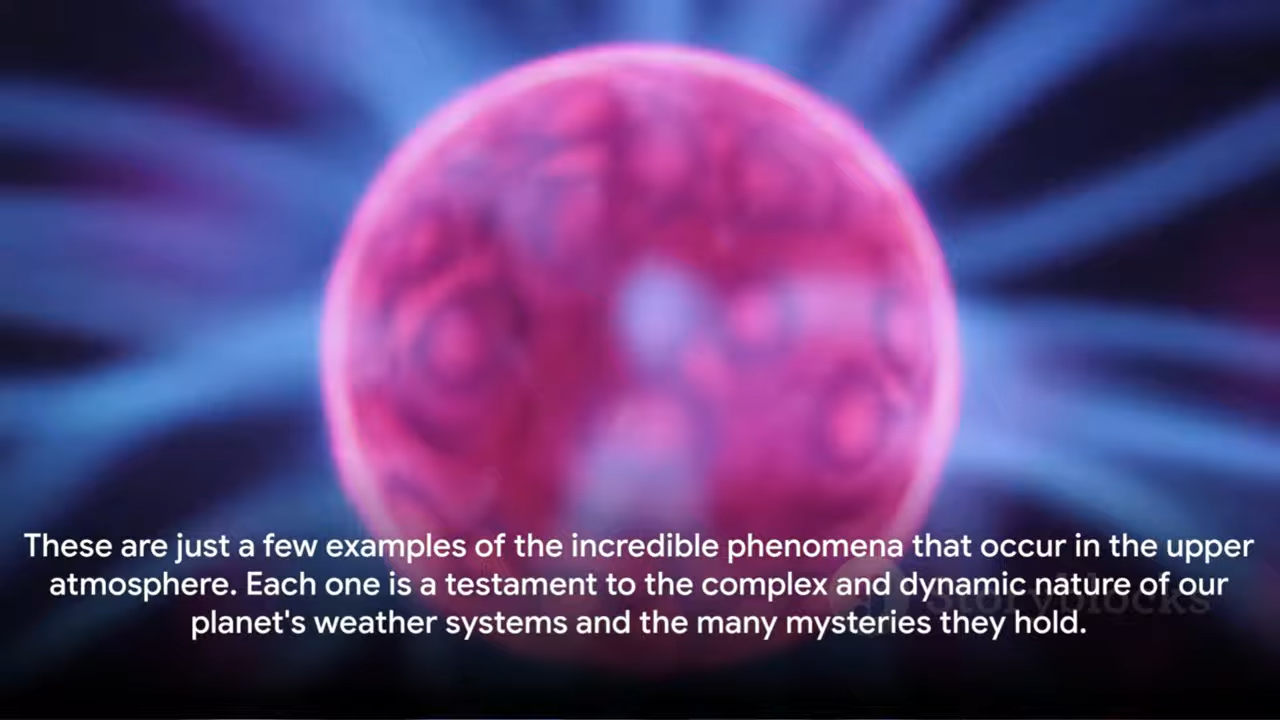 These are just a few examples of the incredible phenomena that occur in the upper
atmosphere. Each one is a testament to the complex and dynamic nature of our
planet's weather systems and the many mysteries they hold.
Storyblocks